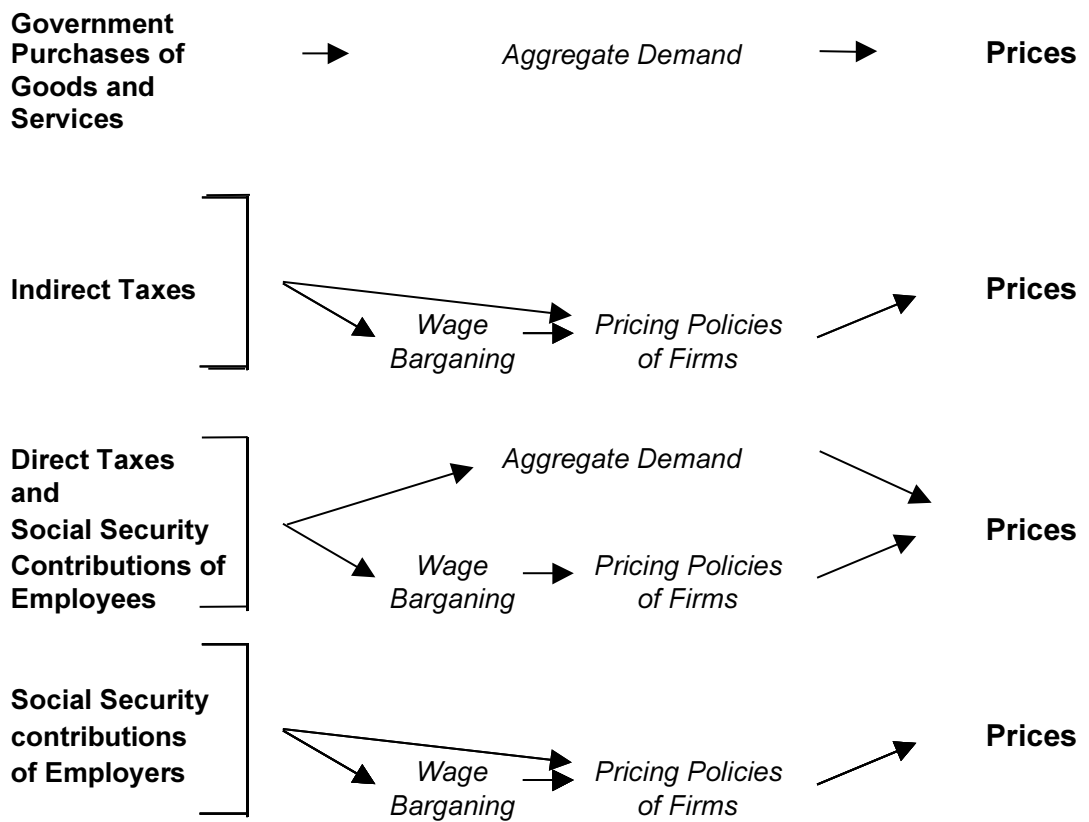 Government
Purchases of
Goods and
Services
Aggregate Demand
Prices
Indirect Taxes
Wage
Barganing
Pricing Policies
of Firms
Prices
Direct Taxes
and
Social Security
Contributions of
Employees
Aggregate Demand
Wage
Barganing
Pricing Policies
of Firms
Prices
Social Security
contributions
of Employers
Wage
Barganing
Pricing Policies
of Firms
Prices